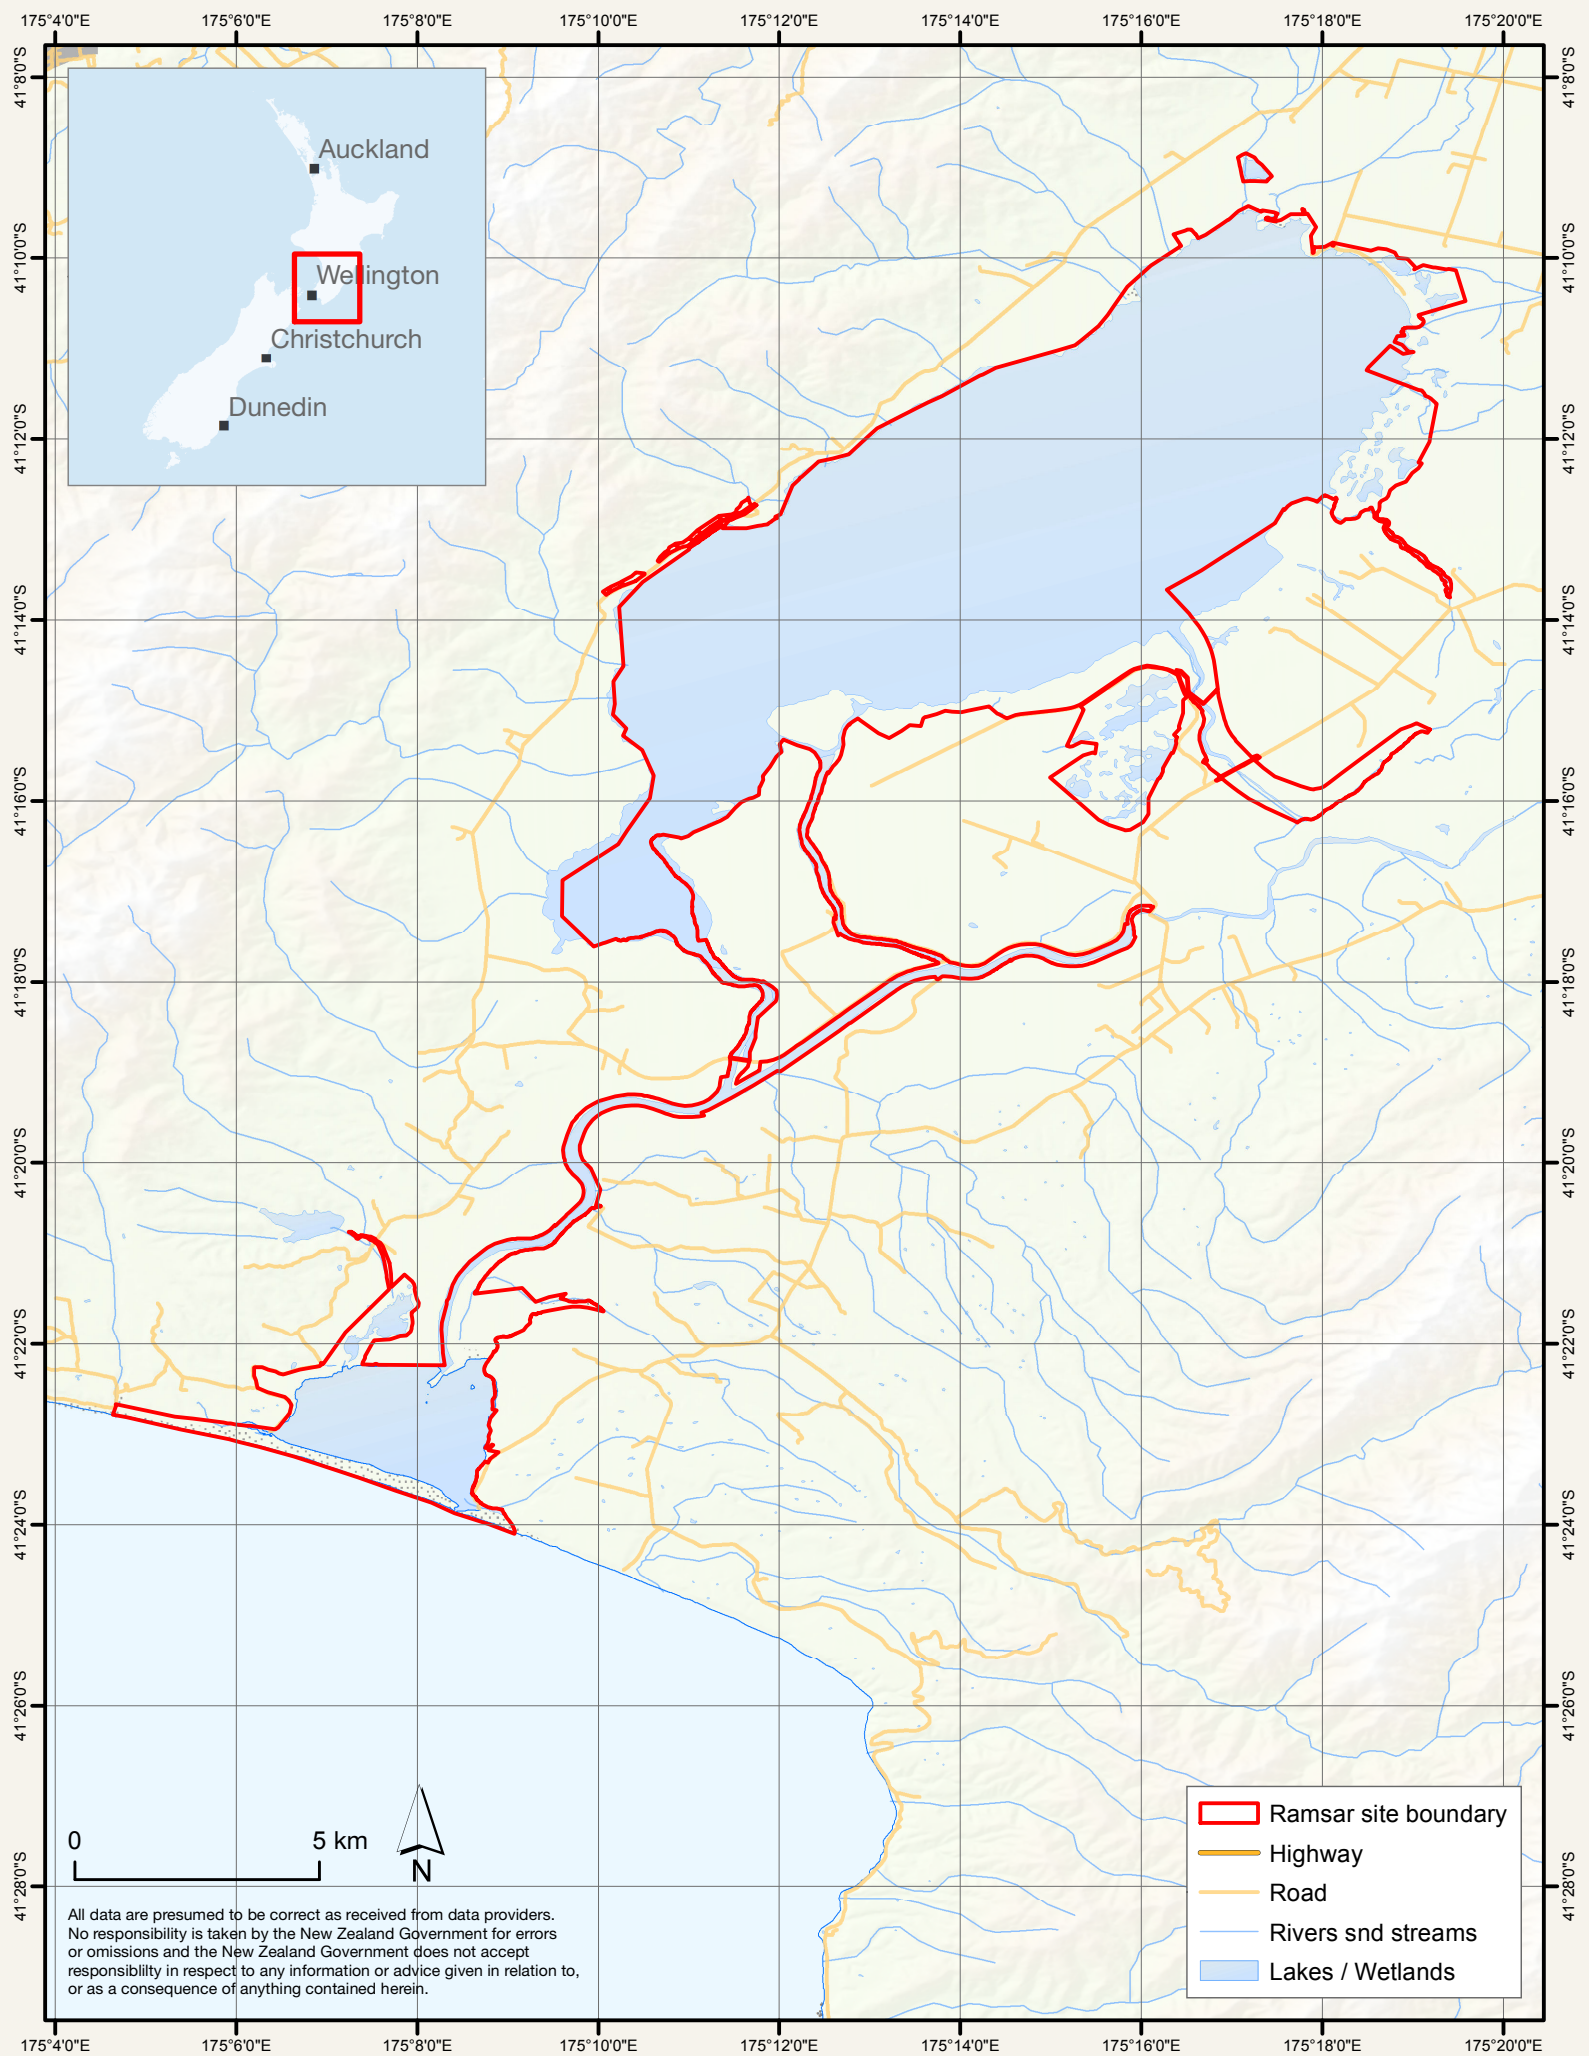 175°4'0"E 175°6'0"E 175°8'0"E 175°10'0"E 175°12'0"E 175°14'0"E 175°16'0"E 175°18'0"E 175°20'0"E
41°8'0"S 41°8'0"S
Auckland
41°10'0"S 41°10'0"S
Wellington
Christchurch
Dunedin
41°12'0"S 41°12'0"S
41°14'0"S 41°14'0"S
41°16'0"S 41°16'0"S
41°18'0"S 41°18'0"S
41°20'0"S 41°20'0"S
41°22'0"S 41°22'0"S
41°24'0"S 41°24'0"S
41°26'0"S 41°26'0"S
0 5 km
N
41°28'0"S 41°28'0"S
All data are presumed to be correct as received from data providers.
No responsibility is taken by the New Zealand Government for errors
or omissions and the New Zealand Government does not accept
responsiblilty in respect to any information or advice given in relation to,
or as a consequence of anything contained herein.
Ramsar site boundary
Highway
Road
Rivers snd streams
Lakes / Wetlands
175°4'0"E 175°6'0"E 175°8'0"E 175°10'0"E 175°12'0"E 175°14'0"E 175°16'0"E 175°18'0"E 175°20'0"E